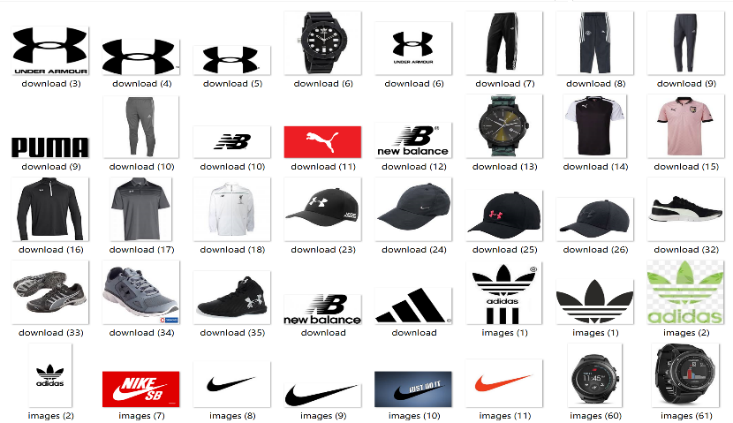 UNDER ARMOUR
UNDER ARMOUR
download (3) download (4) download (5) download (6) download (6) download (7) download (8) download (9)
PUMA NB NB
new balance
download (9) download (10) download (10) download (11) download (12) download (13) download (14) download (15)
download (16) download (17) download (18) download (23) download (24) download (25) download (26) download (32)
NB adidas
new balance adidas
download (33) download (34) download (35) download download images (1) images (1) images (2)
adidas NIKE SB JUST DO IT
images (2) images (7) images (8) images (9) images (10) images (11) images (60) images (61)